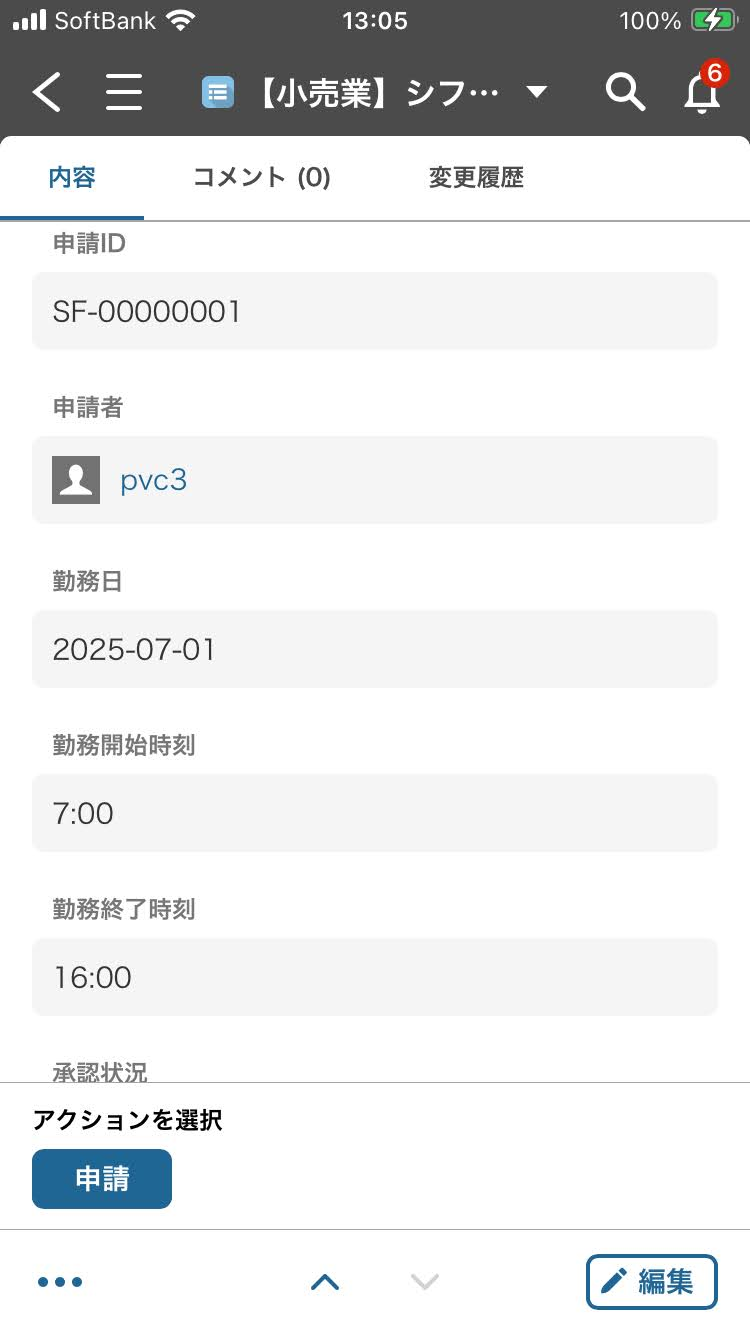 SoftBank 13:05 100%
【小売業】シフ… 6
内容 コメント (0) 変更履歴
申請ID
SF-00000001
申請者
pvc3
勤務日
2025-07-01
勤務開始時刻
7:00
勤務終了時刻
16:00
承認状況
アクションを選択
申請
編集